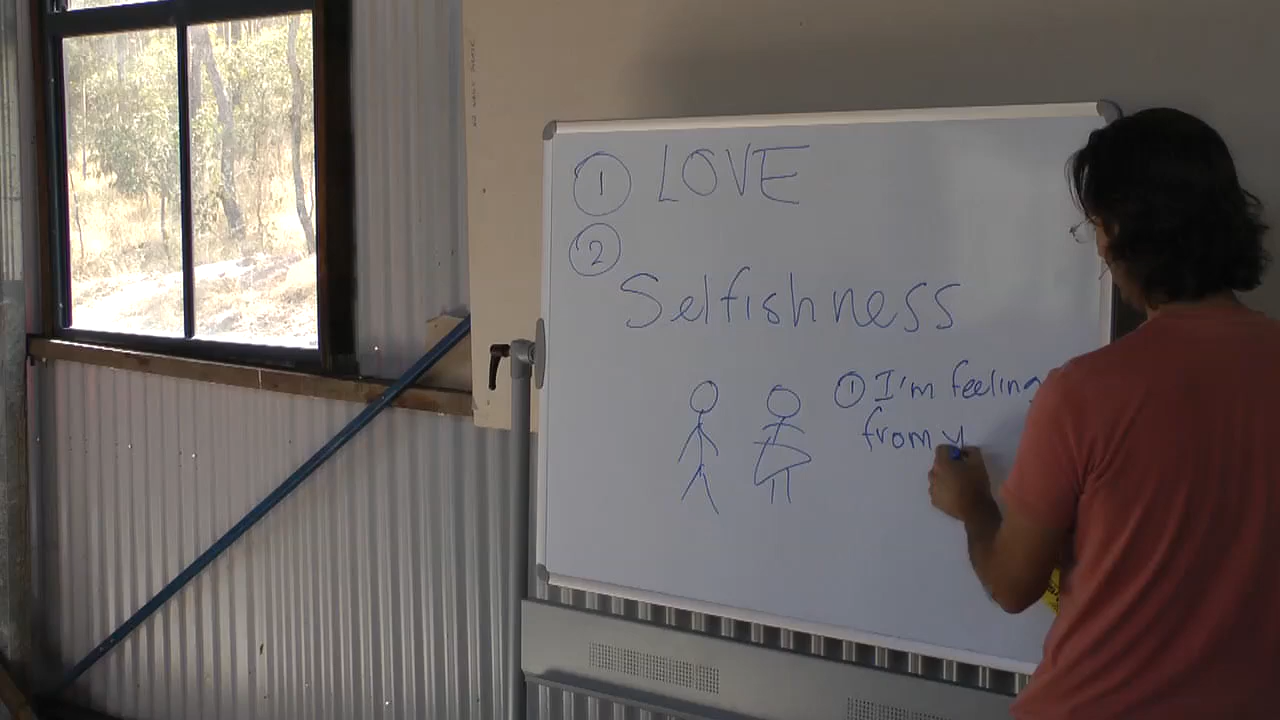 ① LOVE
②
Selfishness
① I'm feeling
from y